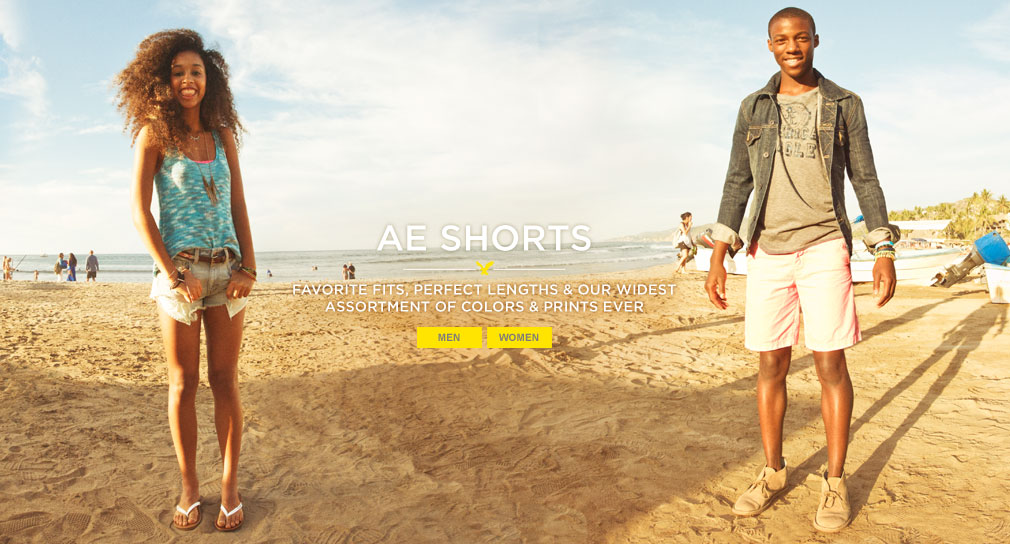 AE SHORTS
FAVORITE FITS, PERFECT LENGTHS & OUR WIDEST
ASSORTMENT OF COLORS & PRINTS EVER
MEN WOMEN